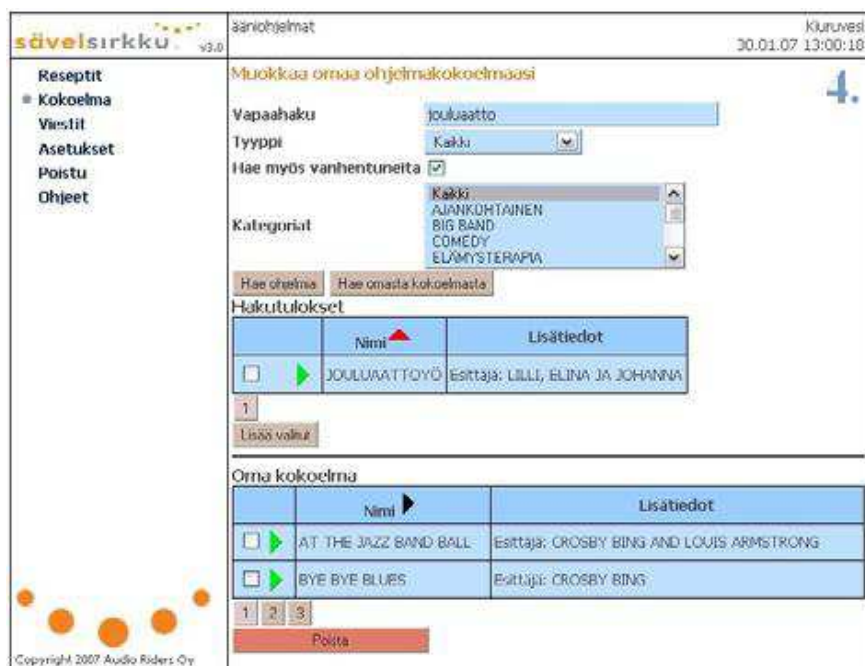 sävelsirkku. v3.0
ääniohjelmat
Kiuruvesi
30.01.07 13:00:18
Reseptit
Kokoelma
Viestit
Asetukset
Poistu
Ohjeet
Muokkaa omaa ohjelmakokoelmaasi
4.
Vapaahaku jouluaatto
Tyyppi Kaikki
Hae myös vanhentuneita
Kategoriat
Kaikki
AJANKOHTAINEN
BIG BAND
COMEDY
ELÄMYSTERAPIA
Hae ohjelmia Hae omasta kokoelmasta
Hakutulokset
Nimi Lisätiedot
JOULUAATTOYÖ Esittäjä: LILLI, ELINA JA JOHANNA
1
Lisää valitut
Oma kokoelma
Nimi Lisätiedot
AT THE JAZZ BAND BALL Esittäjä: CROSBY BING AND LOUIS ARMSTRONG
BYE BYE BLUES Esittäjä: CROSBY BING
1 2 3
Poista
Copyright 2007 Audio Riders Oy